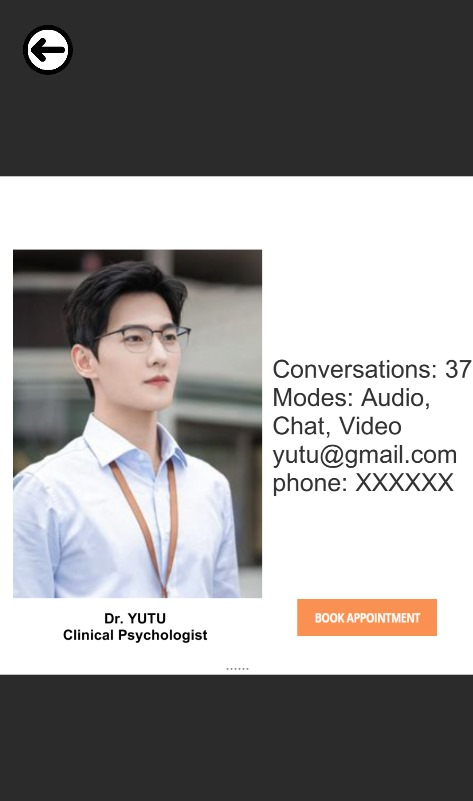 Conversations: 37
Modes: Audio,
Chat, Video
yutu@gmail.com
phone: XXXXXX
Dr. YUTU
Clinical Psychologist
BOOK APPOINTMENT
......